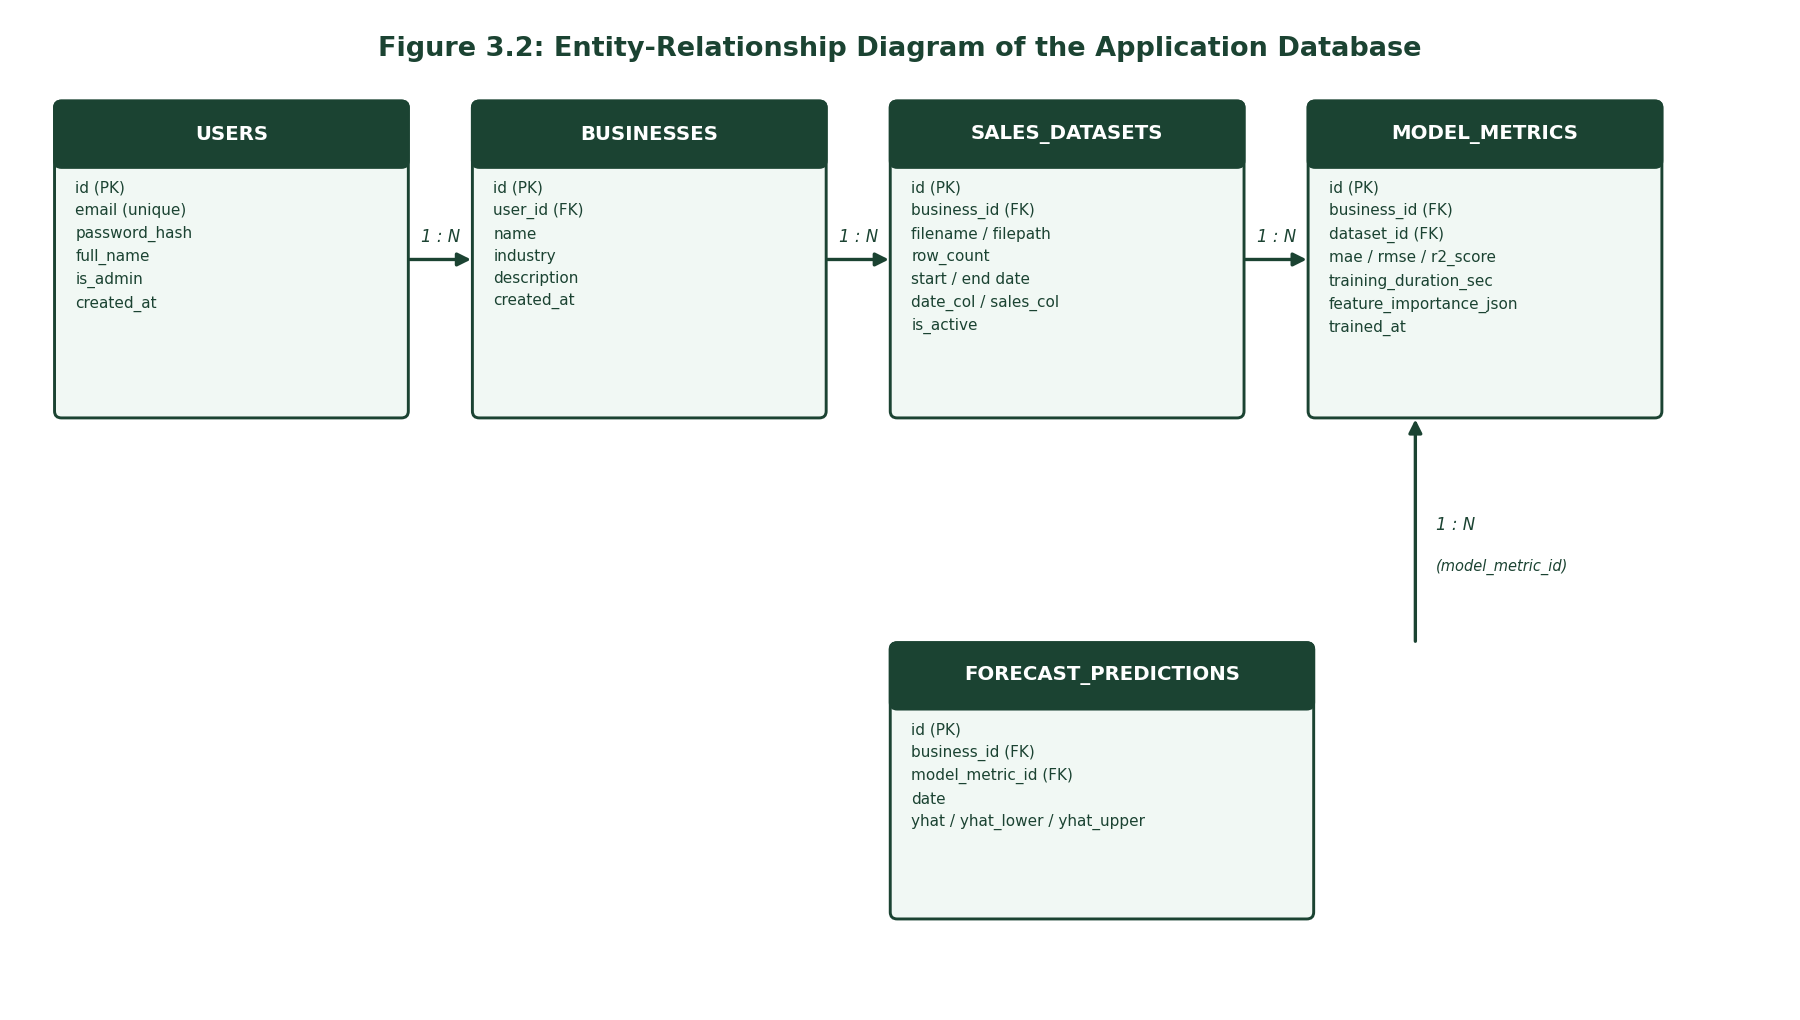 Figure 3.2: Entity-Relationship Diagram of the Application Database
USERS
id (PK)
email (unique)
password_hash
full_name
is_admin
created_at
1 : N
BUSINESSES
id (PK)
user_id (FK)
name
industry
description
created_at
1 : N
SALES_DATASETS
id (PK)
business_id (FK)
filename / filepath
row_count
start / end date
date_col / sales_col
is_active
1 : N
MODEL_METRICS
id (PK)
business_id (FK)
dataset_id (FK)
mae / rmse / r2_score
training_duration_sec
feature_importance_json
trained_at
1 : N
(model_metric_id)
FORECAST_PREDICTIONS
id (PK)
business_id (FK)
model_metric_id (FK)
date
yhat / yhat_lower / yhat_upper